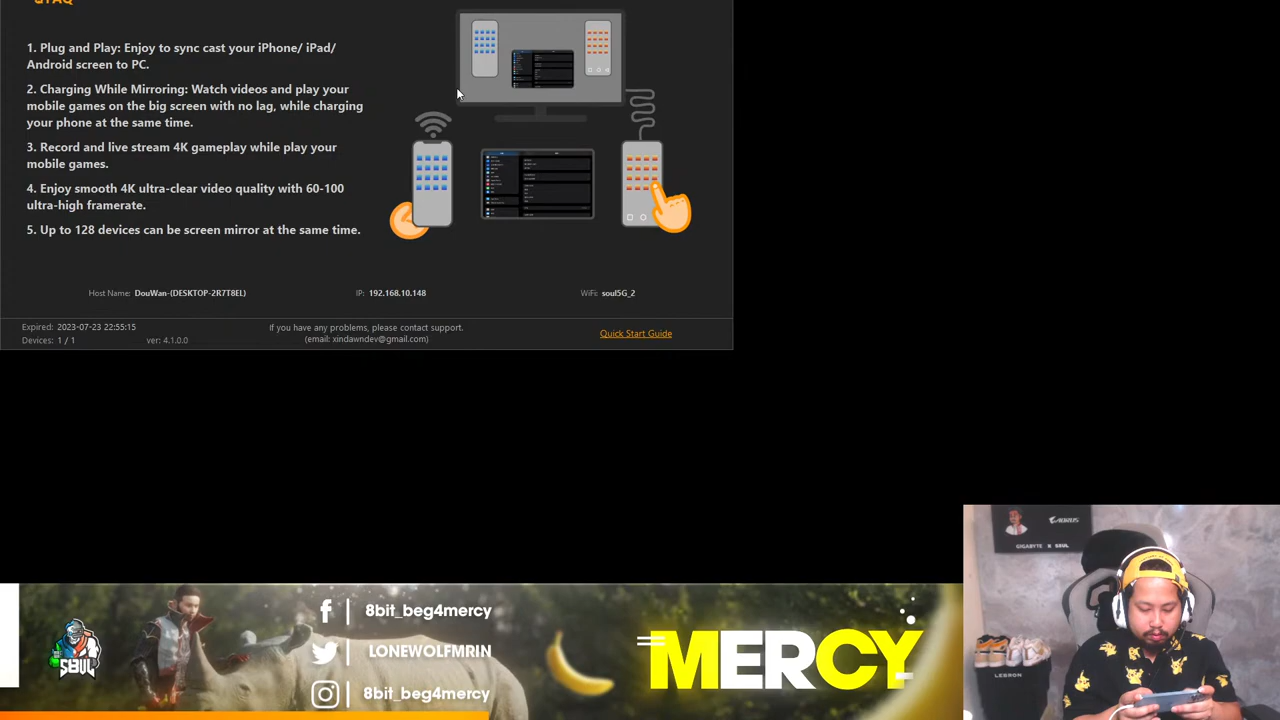 1. Plug and Play: Enjoy to sync cast your iPhone/ iPad/
Android screen to PC.
2. Charging While Mirroring: Watch videos and play your
mobile games on the big screen with no lag, while charging
your phone at the same time.
3. Record and live stream 4K gameplay while play your
mobile games.
4. Enjoy smooth 4K ultra-clear video quality with 60-100
ultra-high framerate.
5. Up to 128 devices can be screen mirror at the same time.
Host Name: DouWan-(DESKTOP-2R7T8EL)
IP: 192.168.10.148
WiFi: soul5G_2
Expired: 2023-07-23 22:55:15
Devices: 1 / 1
ver: 4.1.0.0
If you have any problems, please contact support.
(email: xindawndev@gmail.com)
Quick Start Guide
AORUS
GIGABYTE X S8UL
LEBRON
S8UL
8bit_beg4mercy
LONEWOLFMRIN
8bit_beg4mercy
MERCY